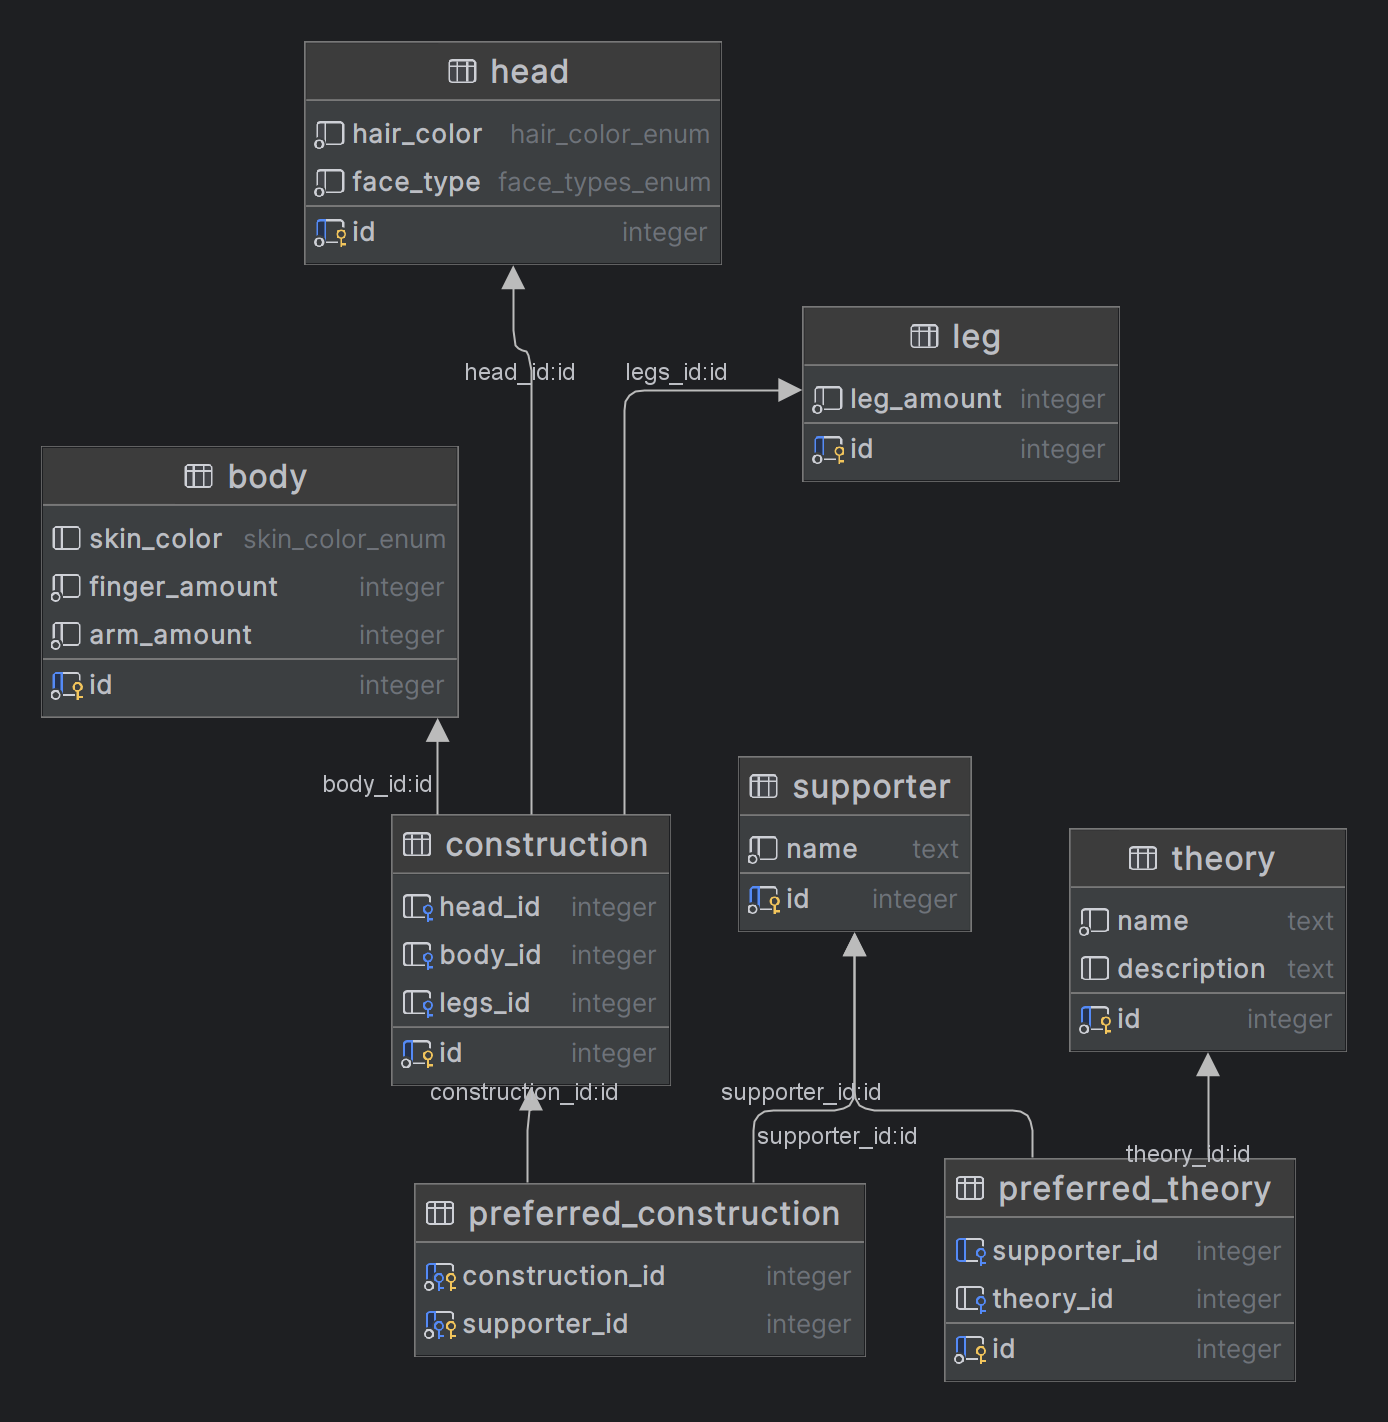 head
hair_color hair_color_enum
face_type face_types_enum
id integer
head_id:id
legs_id:id
leg
leg_amount integer
id integer
body
skin_color skin_color_enum
finger_amount integer
arm_amount integer
id integer
body_id:id
construction
head_id integer
body_id integer
legs_id integer
id integer
supporter
name text
id integer
theory
name text
description text
id integer
construction_id:id
supporter_id:id
supporter_id:id
theory_id:id
preferred_construction
construction_id integer
supporter_id integer
preferred_theory
supporter_id integer
theory_id integer
id integer